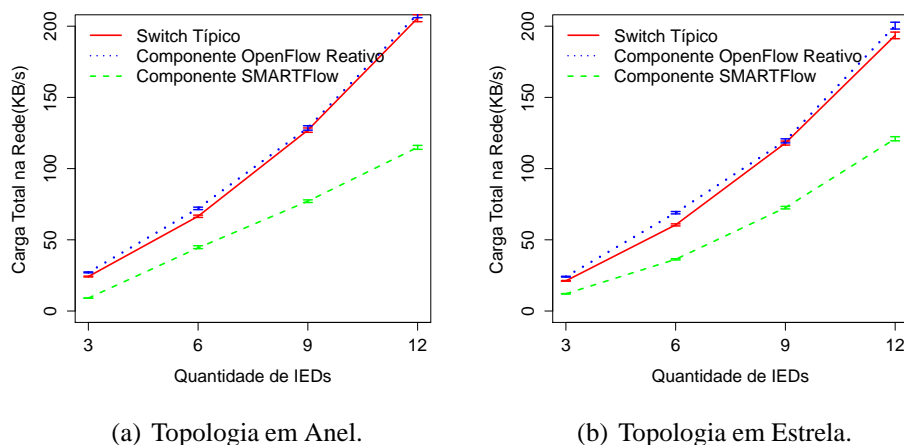 Carga Total na Rede(KB/s)
200
150
100
50
0
Switch Típico
Componente OpenFlow Reativo
Componente SMARTFlow
3 6 9 12
Quantidade de IEDs
(a) Topologia em Anel.
Carga Total na Rede(KB/s)
200
150
100
50
0
Switch Típico
Componente OpenFlow Reativo
Componente SMARTFlow
3 6 9 12
Quantidade de IEDs
(b) Topologia em Estrela.